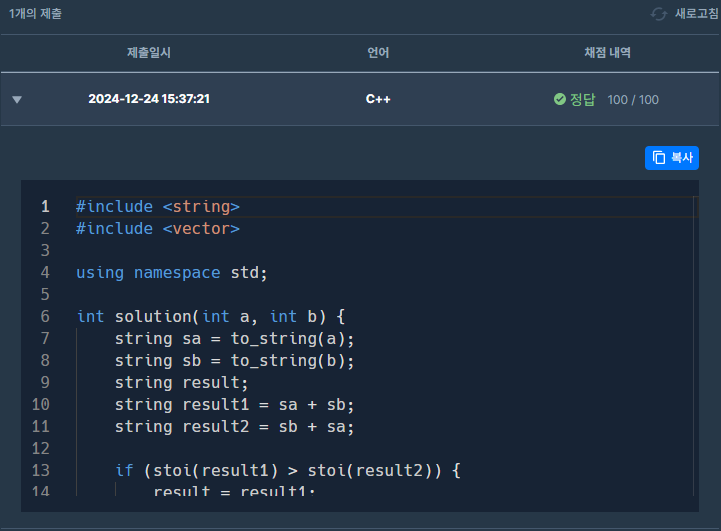 1개의 제출
새로고침
제출일시 언어 채점 내역
2024-12-24 15:37:21 C++ 정답 100 / 100
복사
1 #include <string>
2 #include <vector>
3
4 using namespace std;
5
6 int solution(int a, int b) {
7 string sa = to_string(a);
8 string sb = to_string(b);
9 string result;
10 string result1 = sa + sb;
11 string result2 = sb + sa;
12
13 if (stoi(result1) > stoi(result2)) {
14 result = result1;